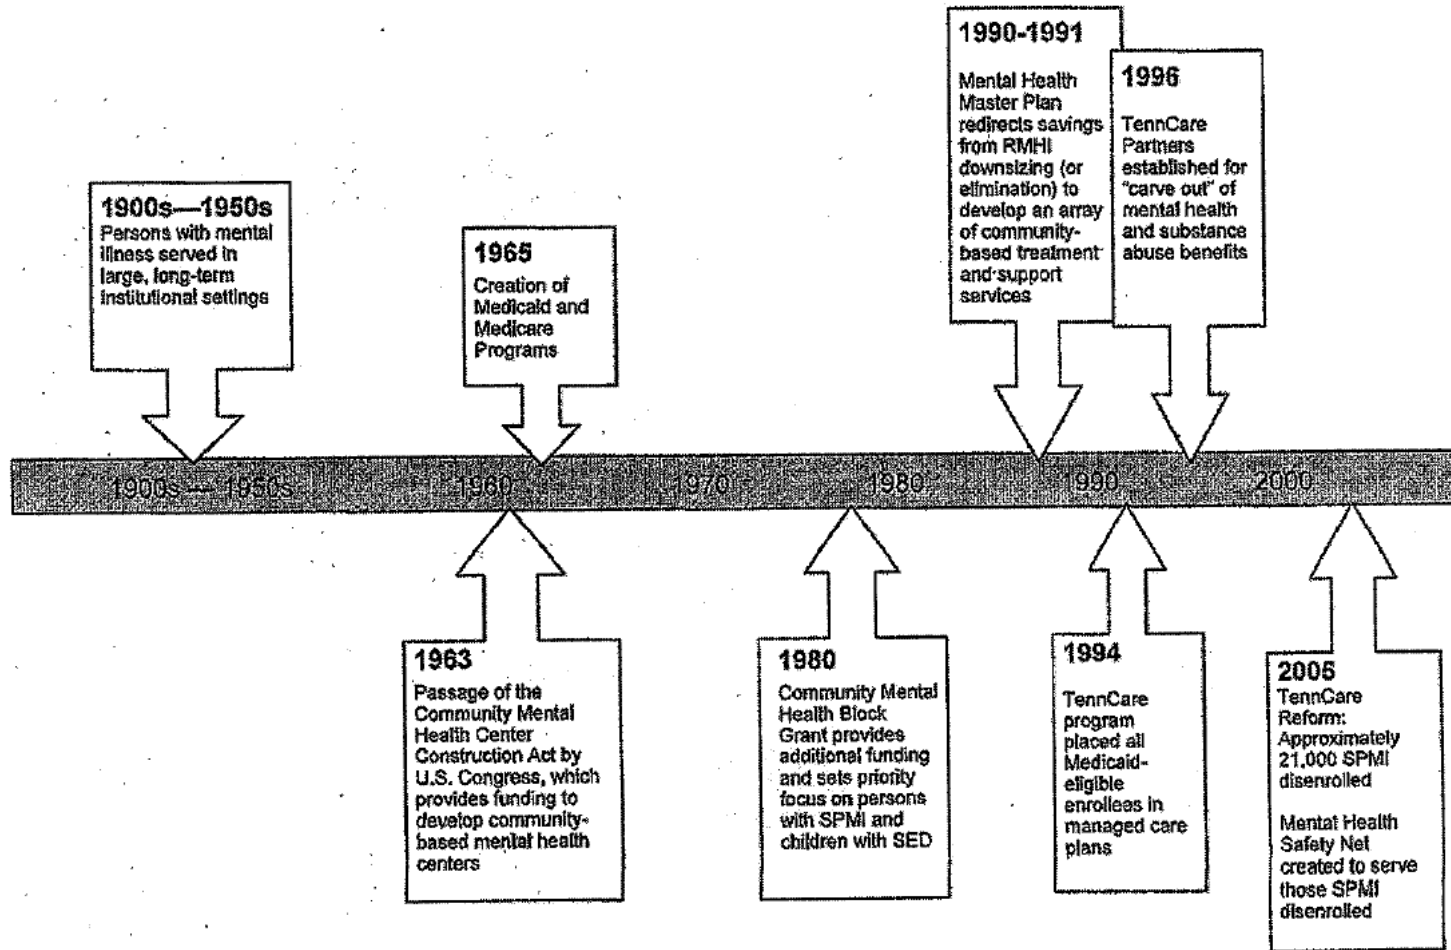 1900s—1950s
Persons with mental
illness served in
large, long-term
institutional settings
1965
Creation of
Medicaid and
Medicare
Programs
1990-1991
Mental Health
Master Plan
redirects savings
from RMHI
downsizing (or
elimination) to
develop an array
of community-
based treatment
and support
services
1996
TennCare
Partners
established for
"carve out" of
mental health
and substance
abuse benefits
1900s — 1950s 1960 1970 1980 1990 2000
1963
Passage of the
Community Mental
Health Center
Construction Act by
U.S. Congress, which
provides funding to
develop community-
based mental health
centers
1980
Community Mental
Health Block
Grant provides
additional funding
and sets priority
focus on persons
with SPMI and
children with SED
1994
TennCare
program
placed all
Medicaid-
eligible
enrollees in
managed care
plans
2005
TennCare
Reform:
Approximately
21,000 SPMI
disenrolled
Mental Health
Safety Net
created to serve
those SPMI
disenrolled